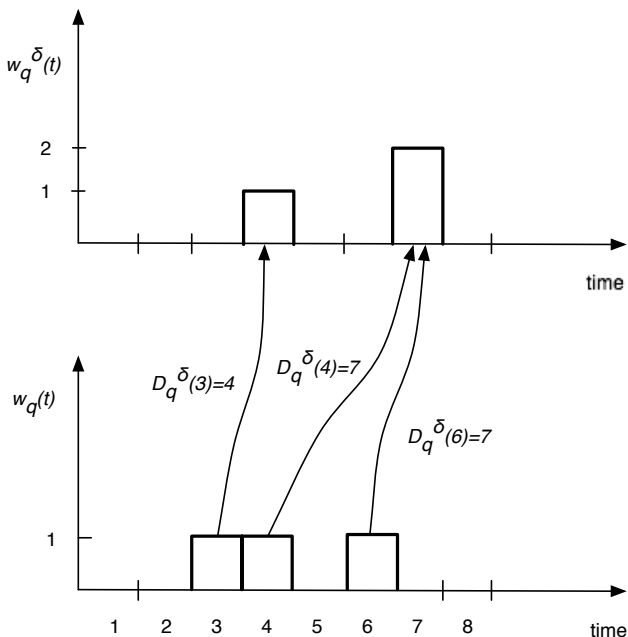 w_q^δ(t)
2
1
time
D_q^δ(3)=4
D_q^δ(4)=7
w_q(t)
D_q^δ(6)=7
1
1 2 3 4 5 6 7 8 time